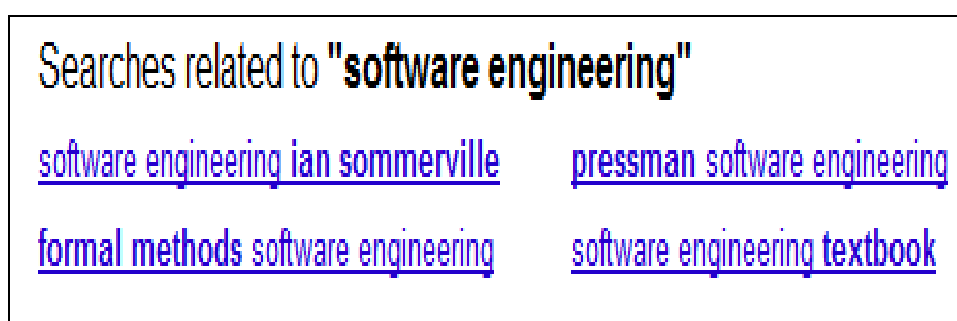 Searches related to "software engineering"
software engineering ian sommerville pressman software engineering
formal methods software engineering software engineering textbook